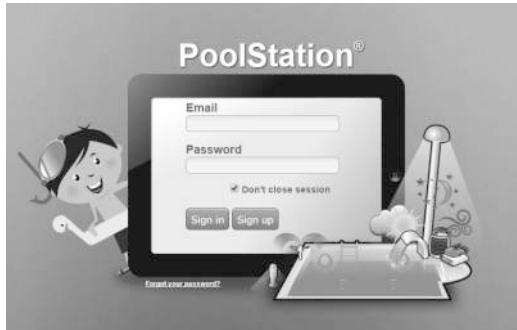 PoolStation®
Email
Password
Don't close session
Sign in Sign up
Forgot your password?